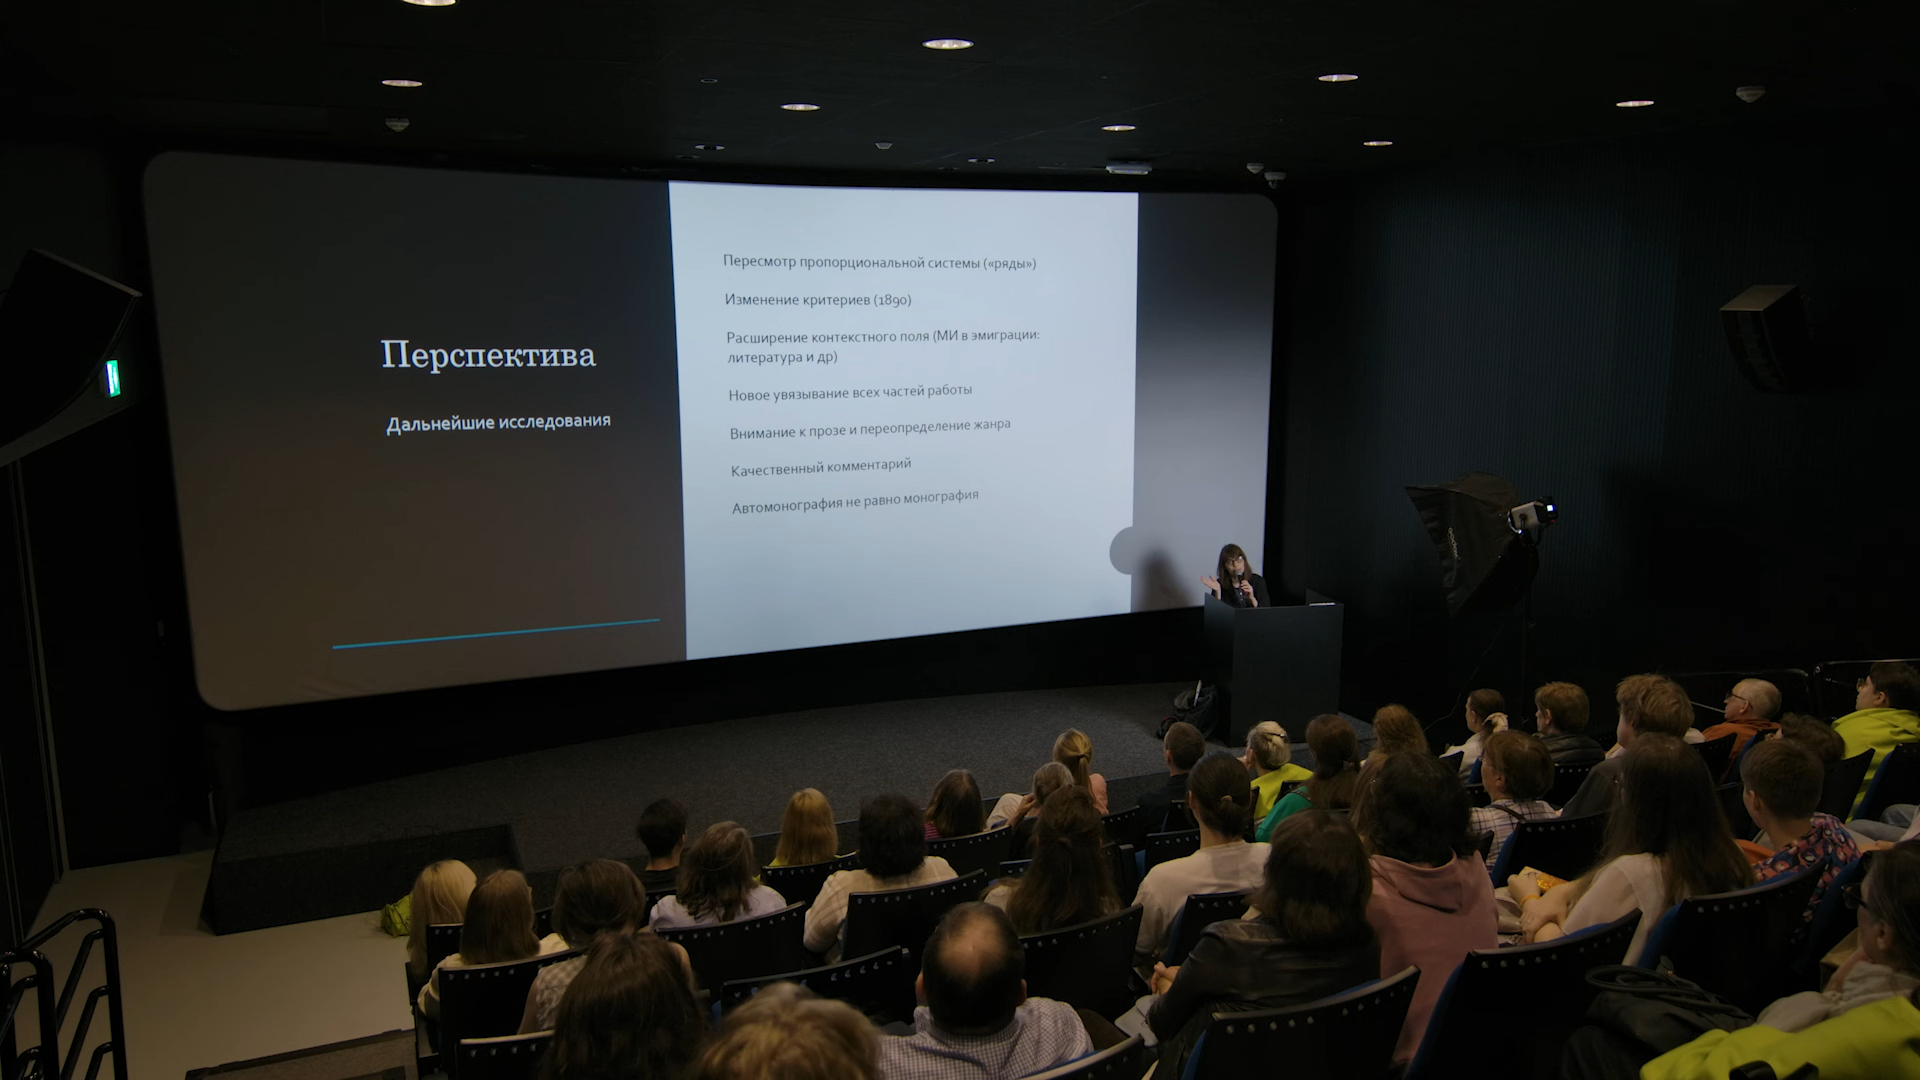 Перспектива
Дальнейшие исследования
Пересмотр пропорциональной системы («ряды»)
Изменение критериев (1890)
Расширение контекстного поля (МИ в эмиграции:
литература и др)
Новое увязывание всех частей работы
Внимание к прозе и переопределение жанра
Качественный комментарий
Автомонография не равно монография